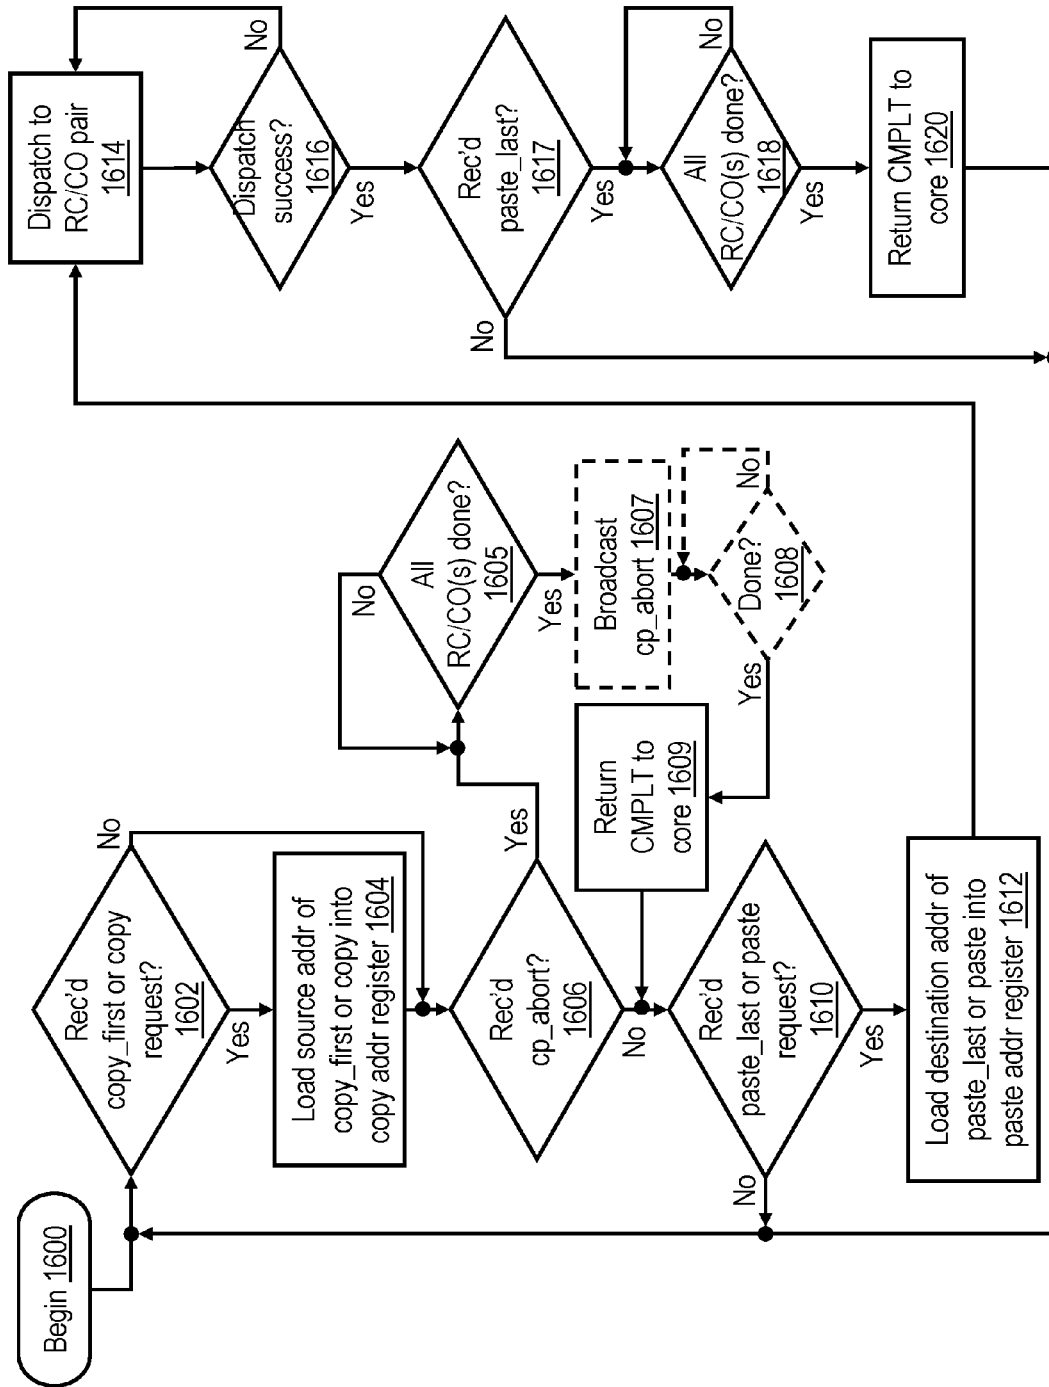 Begin 1600
Rec'd
copy_first or copy
request?
1602
No
Yes
Load source addr of
copy_first or copy into
copy addr register 1604
Rec'd
cp_abort?
1606
Yes
No
All
RC/CO(s) done?
1605
No
Yes
Broadcast
cp_abort 1607
Done?
1608
No
Yes
Return
CMPLT to
core 1609
Rec'd
paste_last or paste
request?
1610
No
Yes
Load destination addr of
paste_last or paste into
paste addr register 1612
Dispatch to
RC/CO pair
1614
Dispatch
success?
1616
No
Yes
Rec'd
paste_last?
1617
No
Yes
All
RC/CO(s) done?
1618
No
Yes
Return CMPLT to
core 1620